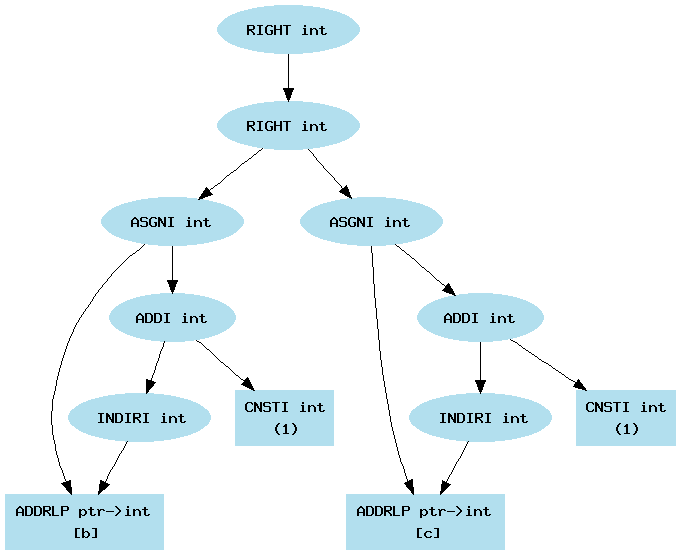 RIGHT int
RIGHT int
ASGNI int
ASGNI int
ADDI int
ADDI int
INDIRI int
CNSTI int
(1)
INDIRI int
CNSTI int
(1)
ADDRLP ptr->int
[b]
ADDRLP ptr->int
[c]